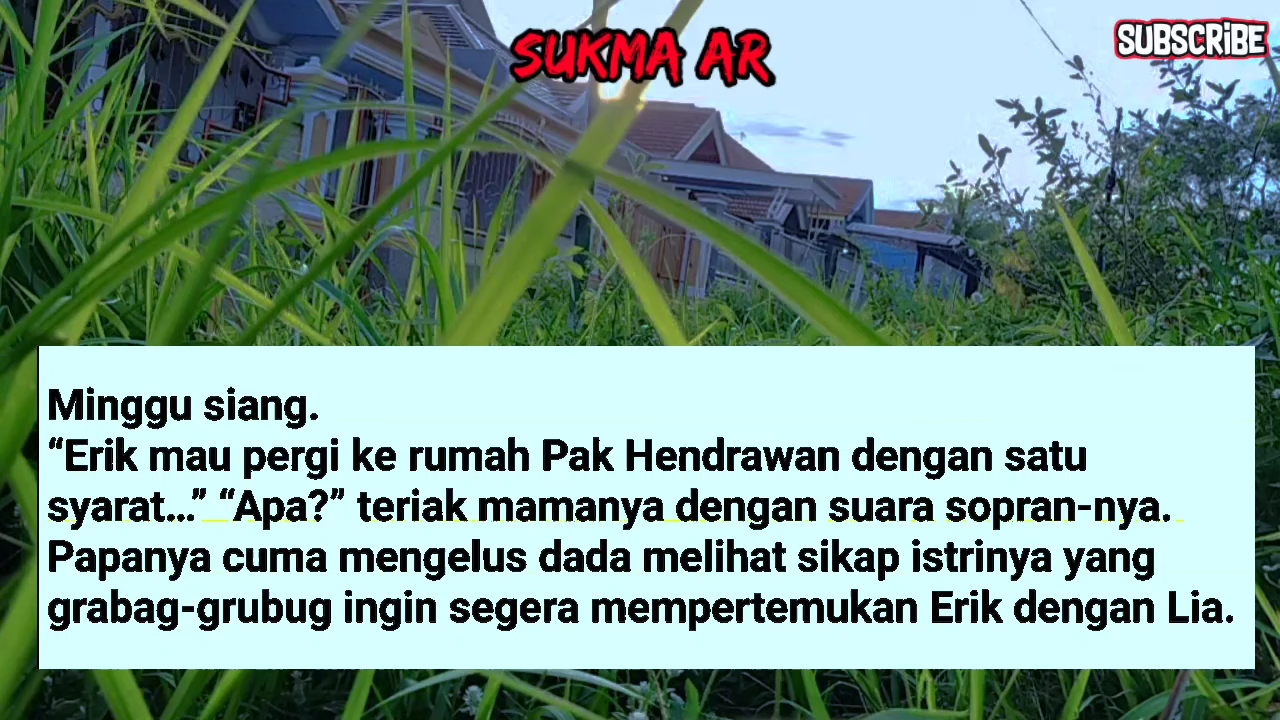 SUKMA AR
SUBSCRIBE
Minggu siang.
“Erik mau pergi ke rumah Pak Hendrawan dengan satu
syarat...” “Apa?” teriak mamanya dengan suara sopran-nya.
Papanya cuma mengelus dada melihat sikap istrinya yang
grabag-grubug ingin segera mempertemukan Erik dengan Lia.